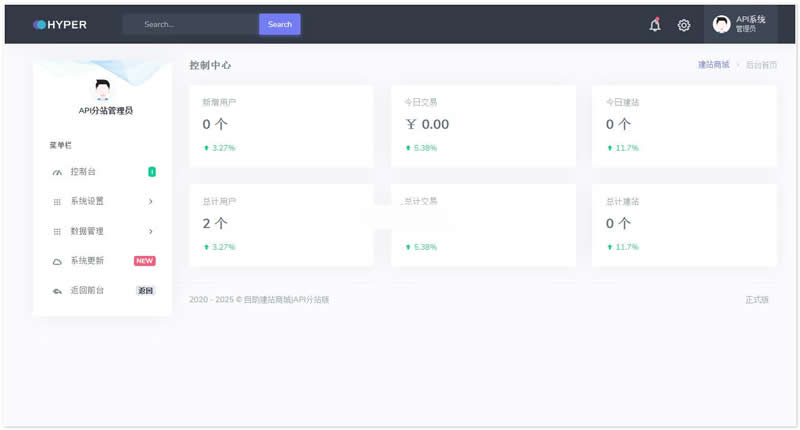 HYPER
Search...
Search
API系统
管理员
API分站管理员
菜单栏
控制台
1
系统设置
数据管理
系统更新
NEW
返回前台
返回
控制中心
建站商城
后台首页
新增用户
0 个
3.27%
今日交易
￥ 0.00
5.38%
今日建站
0 个
11.7%
总计用户
2 个
3.27%
总计交易
5.38%
总计建站
0 个
11.7%
2020 - 2025 © 自助建站商城|API分站版
正式版